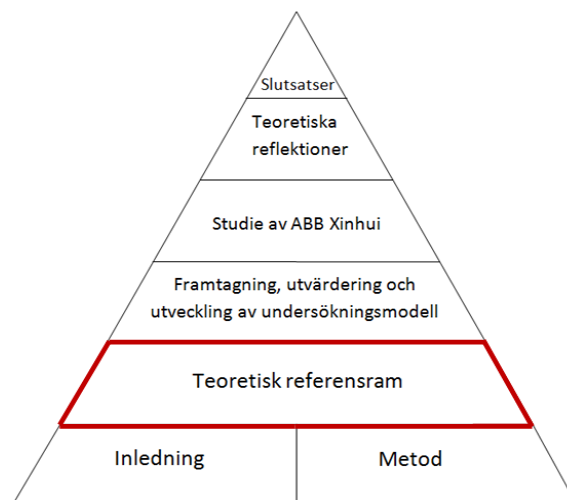 Slutsatser
Teoretiska
reflektioner
Studie av ABB Xinhui
Framtagning, utvärdering och
utveckling av undersökningsmodell
Teoretisk referensram
Inledning
Metod